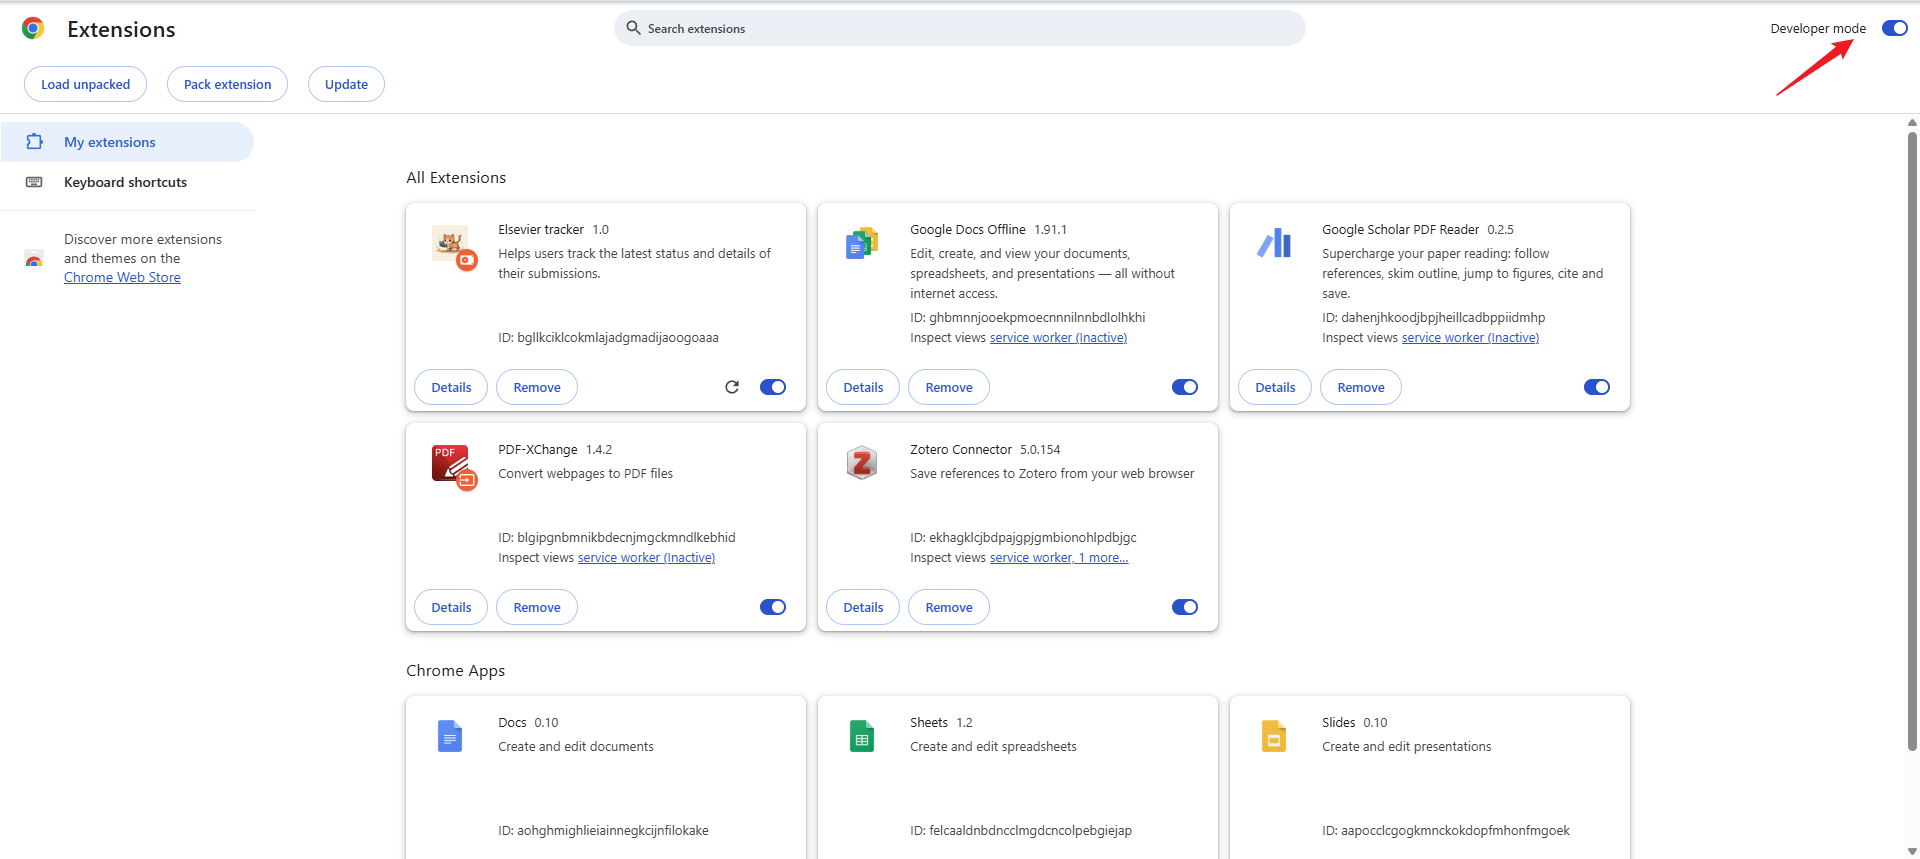 Extensions
Search extensions
Developer mode
Load unpacked
Pack extension
Update
My extensions
Keyboard shortcuts
Discover more extensions
and themes on the
Chrome Web Store
All Extensions
Elsevier tracker 1.0
Helps users track the latest status and details of
their submissions.
ID: bgllkciklcokmlajadgmadijaoogoaaa
Details
Remove
Google Docs Offline 1.91.1
Edit, create, and view your documents,
spreadsheets, and presentations — all without
internet access.
ID: ghbmnnjooekpmoecnnnilnnbdlolhkhi
Inspect views service worker (Inactive)
Details
Remove
Google Scholar PDF Reader 0.2.5
Supercharge your paper reading: follow
references, skim outline, jump to figures, cite and
save.
ID: dahenjhkoodjbpjheillcadbppiidmhp
Inspect views service worker (Inactive)
Details
Remove
PDF
PDF-XChange 1.4.2
Convert webpages to PDF files
ID: blgipgnbmnikbdecnjmgckmndlkebhid
Inspect views service worker (Inactive)
Details
Remove
Z
Zotero Connector 5.0.154
Save references to Zotero from your web browser
ID: ekhagklcjbdpajgpjgmbionohlpdbjgc
Inspect views service worker, 1 more...
Details
Remove
Chrome Apps
Docs 0.10
Create and edit documents
ID: aohghmighlieiainnegkcijnfilokake
Sheets 1.2
Create and edit spreadsheets
ID: felcaaldnbdncclmgdcncolpebgiejap
Slides 0.10
Create and edit presentations
ID: aapocclcgogkmnckokdopfmhonfmgoek